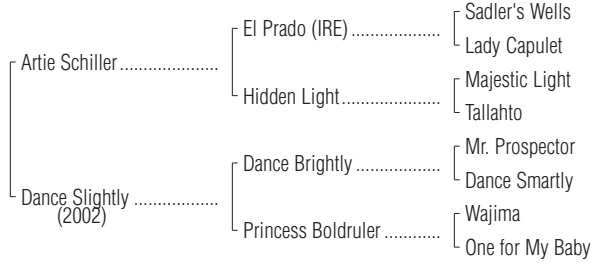 Sadler's Wells
El Prado (IRE) ....................
Lady Capulet
Artie Schiller ......................
Majestic Light
Hidden Light......................
Tallahto
Mr. Prospector
Dance Brightly ...................
Dance Smartly
Dance Slightly ...................
(2002)
Wajima
Princess Boldruler .............
One for My Baby